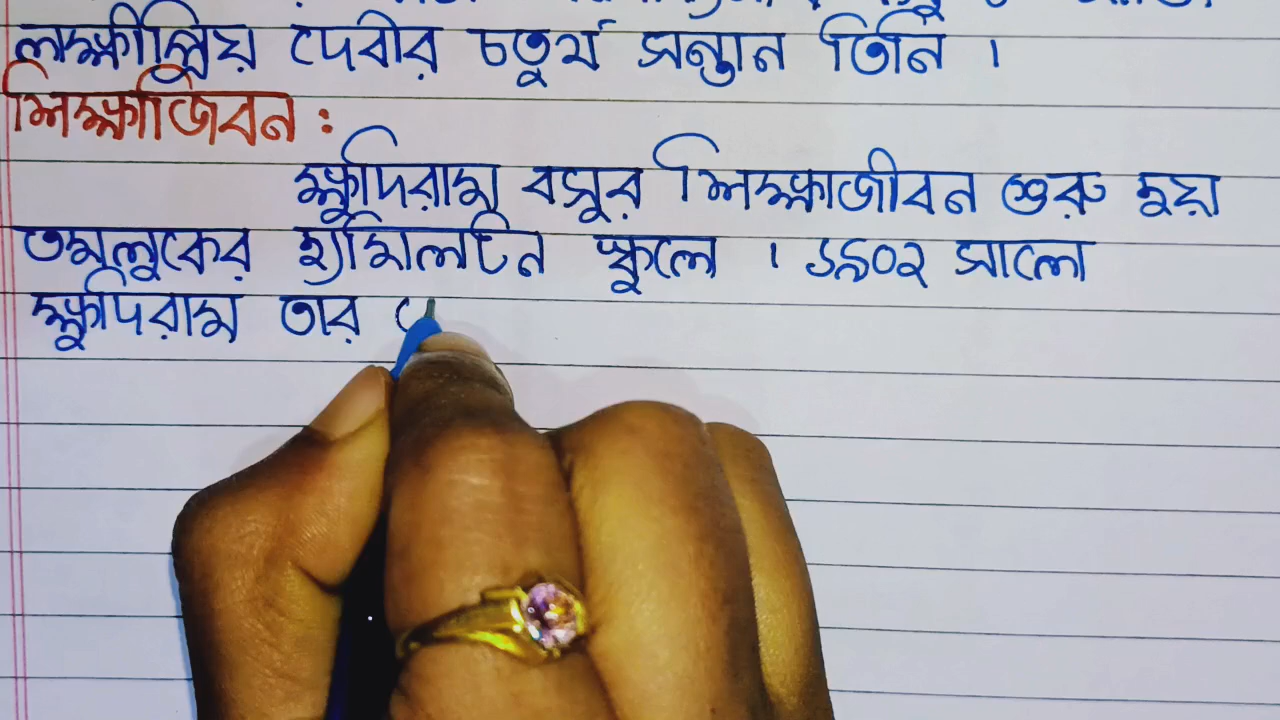 লক্ষ্মীপ্রিয় দেবীর চতুর্থ সন্তান তিনি ।
শিক্ষাজিবন :
ক্ষুদিরাম বসুর শিক্ষাজীবন শুরু হয়
তমলুকের হ্যামিলটন স্কুলে । ১৯০২ সালে
ক্ষুদিরাম তার